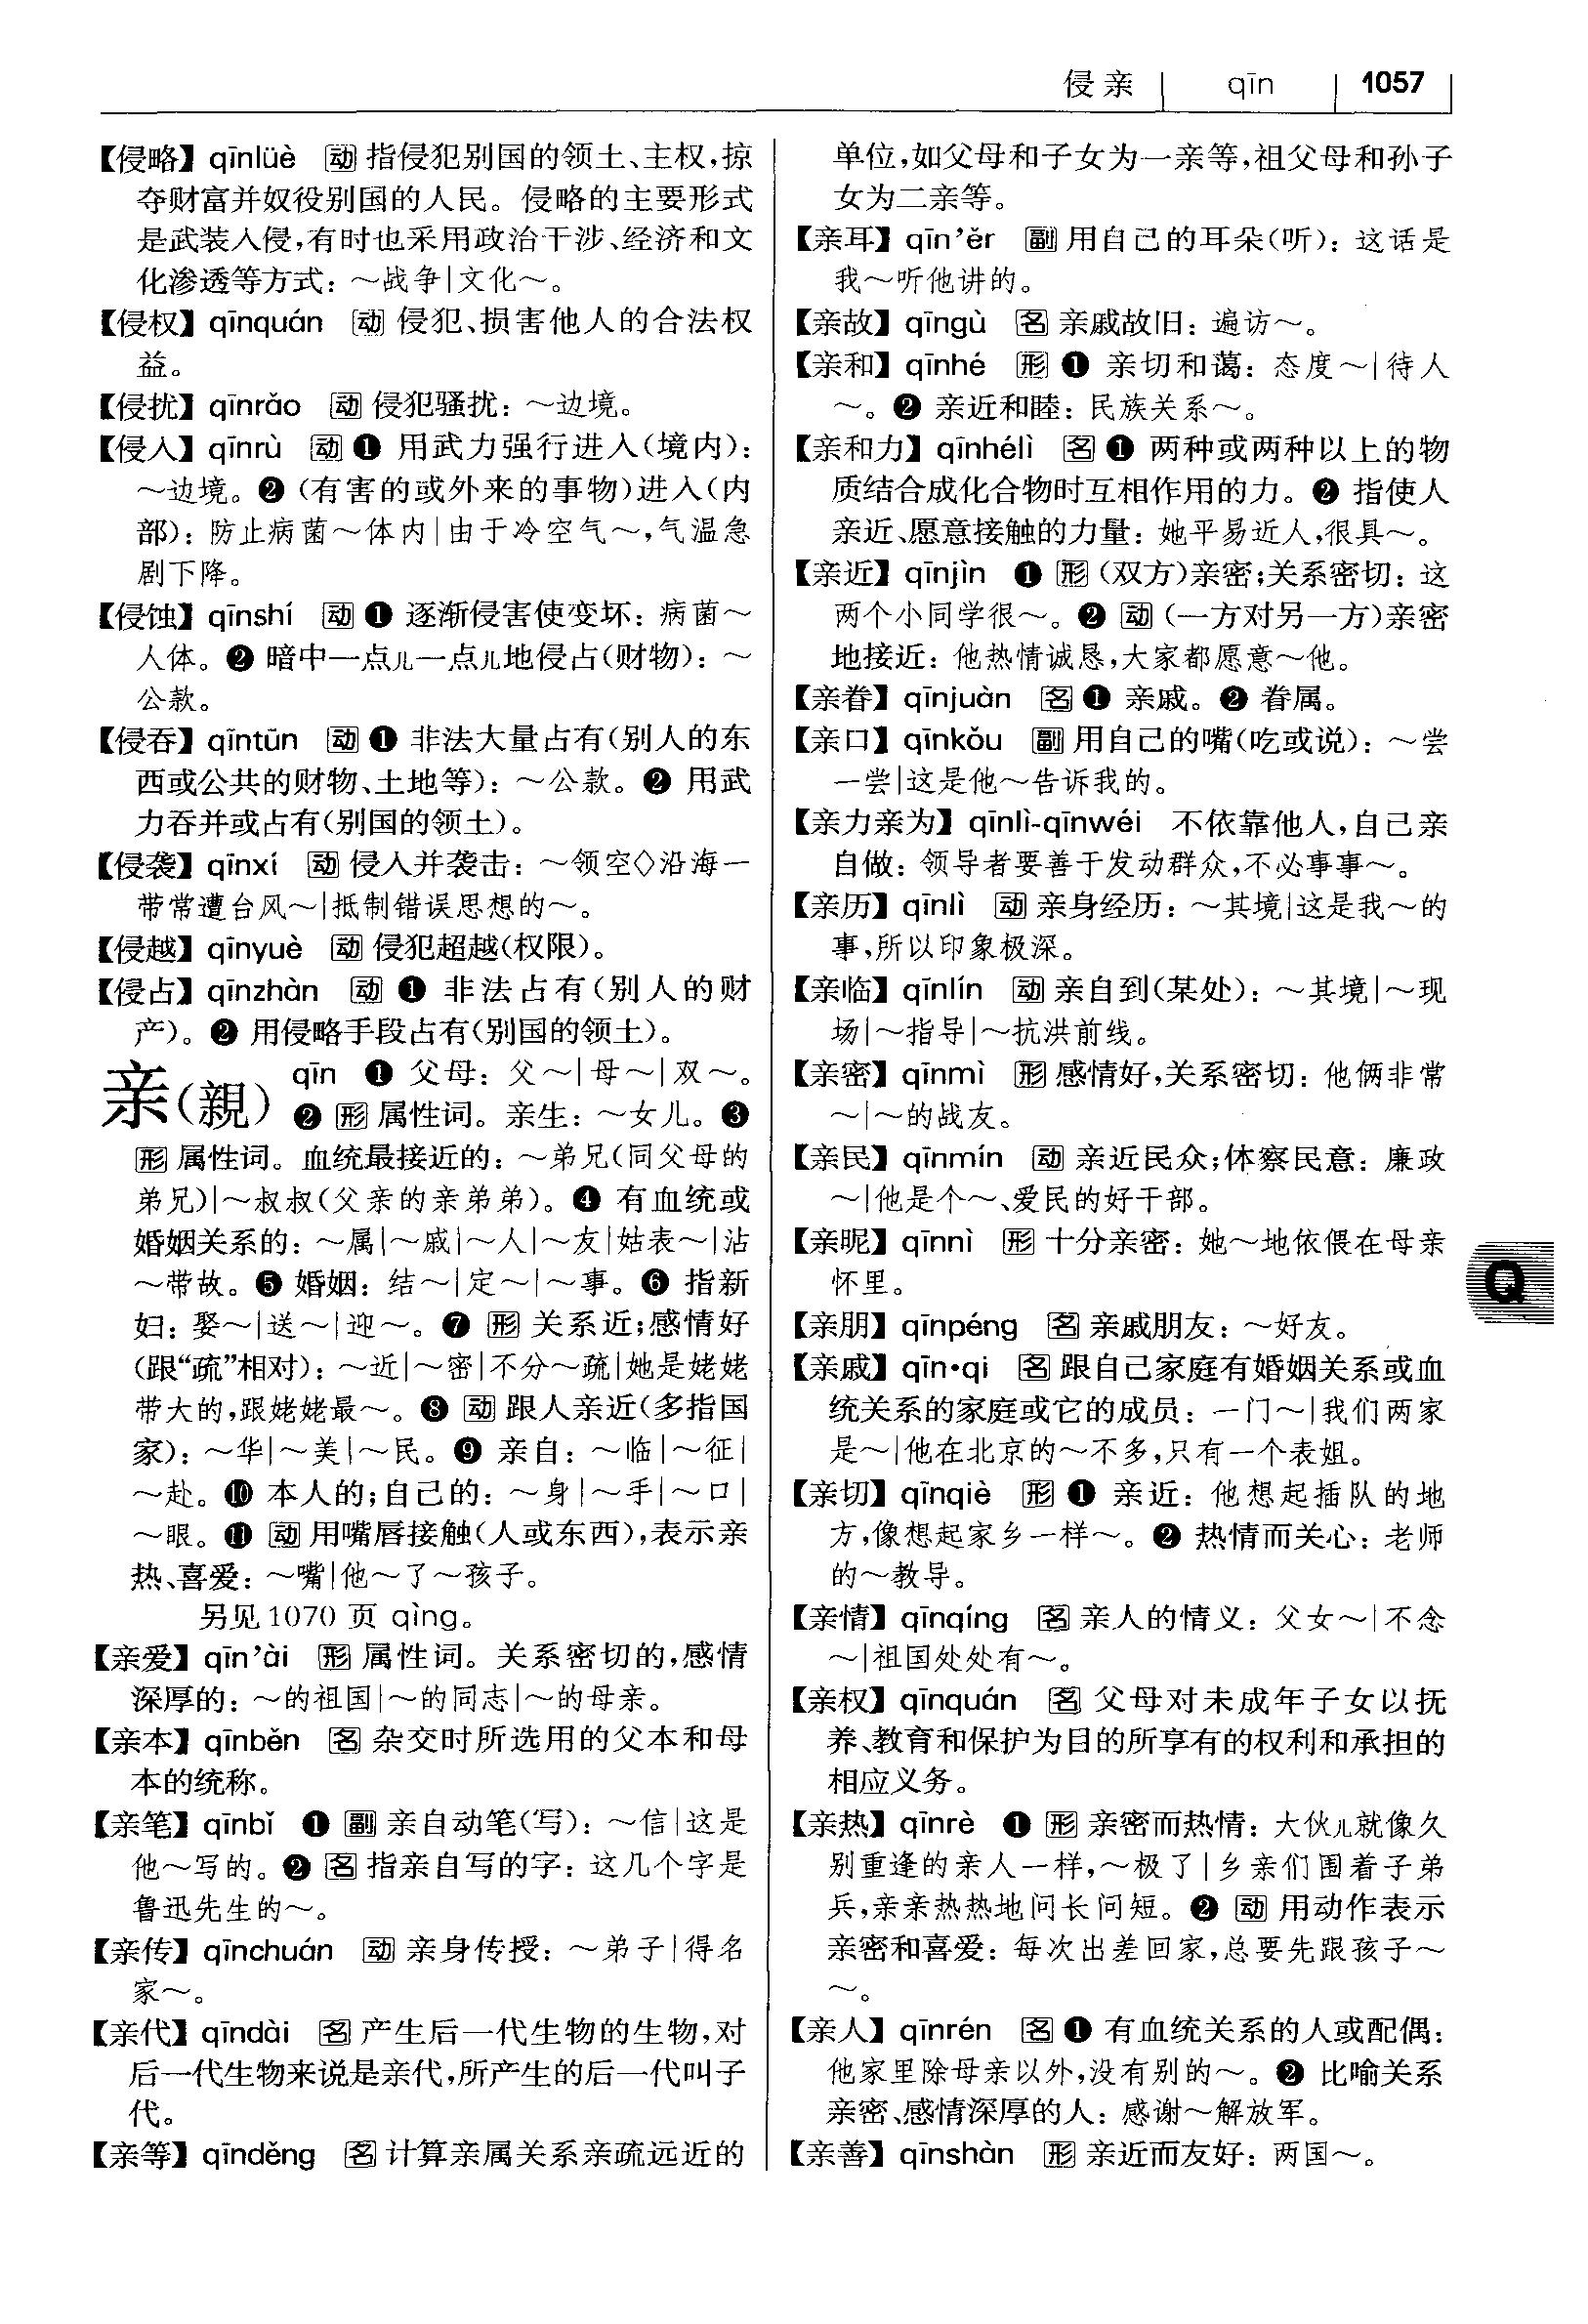 侵亲 qīn 1057
【侵略】qīnlüè 动 指侵犯别国的领土、主权,掠
夺财富并奴役别国的人民。侵略的主要形式
是武装入侵,有时也采用政治干涉、经济和文
化渗透等方式:～战争|文化～。
【侵权】qīnquán 动 侵犯、损害他人的合法权
益。
【侵扰】qīnrǎo 动 侵犯骚扰:～边境。
【侵入】qīnrù 动 ❶ 用武力强行进入(境内):
～边境。❷ (有害的或外来的事物)进入(内
部):防止病菌～体内|由于冷空气～,气温急
剧下降。
【侵蚀】qīnshí 动 ❶ 逐渐侵害使变坏:病菌～
人体。❷ 暗中一点儿一点儿地侵占(财物):～
公款。
【侵吞】qīntūn 动 ❶ 非法大量占有(别人的东
西或公共的财物、土地等):～公款。❷ 用武
力吞并或占有(别国的领土)。
【侵袭】qīnxí 动 侵入并袭击:～领空◇沿海一
带常遭台风～|抵制错误思想的～。
【侵越】qīnyuè 动 侵犯超越(权限)。
【侵占】qīnzhàn 动 ❶ 非法占有(别人的财
产)。❷ 用侵略手段占有(别国的领土)。
亲(親) qīn ❶ 父母:父～|母～|双～。
❷ 形 属性词。亲生:～女儿。❸
形 属性词。血统最接近的:～弟兄(同父母的
弟兄)|～叔叔(父亲的亲弟弟)。❹ 有血统或
婚姻关系的:～属|～戚|～人|～友|姑表～|沾
～带故。❺ 婚姻:结～|定～|～事。❻ 指新
妇:娶～|送～|迎～。❼ 形 关系近;感情好
(跟“疏”相对):～近|～密|不分～疏|她是姥姥
带大的,跟姥姥最～。❽ 动 跟人亲近(多指国
家):～华|～美|～民。❾ 亲自:～临|～征|
～赴。❿ 本人的;自己的:～身|～手|～口|
～眼。⓫ 动 用嘴唇接触(人或东西),表示亲
热、喜爱:～嘴|他～了～孩子。
另见1070 页 qìng。
【亲爱】qīn’ài 形 属性词。关系密切的,感情
深厚的:～的祖国|～的同志|～的母亲。
【亲本】qīnběn 名 杂交时所选用的父本和母
本的统称。
【亲笔】qīnbǐ ❶ 副 亲自动笔(写):～信|这是
他～写的。❷ 名 指亲自写的字:这几个字是
鲁迅先生的～。
【亲传】qīnchuán 动 亲身传授:～弟子|得名
家～。
【亲代】qīndài 名 产生后一代生物的生物,对
后一代生物来说是亲代,所产生的后一代叫子
代。
【亲等】qīnděng 名 计算亲属关系亲疏远近的
单位,如父母和子女为一亲等,祖父母和孙子
女为二亲等。
【亲耳】qīn’ěr 副 用自己的耳朵(听):这话是
我～听他讲的。
【亲故】qīngù 名 亲戚故旧:遍访～。
【亲和】qīnhé 形 ❶ 亲切和蔼:态度～|待人
～。❷ 亲近和睦:民族关系～。
【亲和力】qīnhélì 名 ❶ 两种或两种以上的物
质结合成化合物时互相作用的力。❷ 指使人
亲近、愿意接触的力量:她平易近人,很具～。
【亲近】qīnjìn ❶ 形 (双方)亲密;关系密切:这
两个小同学很～。❷ 动 (一方对另一方)亲密
地接近:他热情诚恳,大家都愿意～他。
【亲眷】qīnjuàn 名 ❶ 亲戚。❷ 眷属。
【亲口】qīnkǒu 副 用自己的嘴(吃或说):～尝
一尝|这是他～告诉我的。
【亲力亲为】qīnlì-qīnwéi 不依靠他人,自己亲
自做:领导者要善于发动群众,不必事事～。
【亲历】qīnlì 动 亲身经历:～其境|这是我～的
事,所以印象极深。
【亲临】qīnlín 动 亲自到(某处):～其境|～现
场|～指导|～抗洪前线。
【亲密】qīnmì 形 感情好,关系密切:他俩非常
～|～的战友。
【亲民】qīnmín 动 亲近民众;体察民意:廉政
～|他是个～、爱民的好干部。
【亲昵】qīnnì 形 十分亲密:她～地依偎在母亲
怀里。
【亲朋】qīnpéng 名 亲戚朋友:～好友。
【亲戚】qīn•qi 名 跟自己家庭有婚姻关系或血
统关系的家庭或它的成员:一门～|我们两家
是～|他在北京的～不多,只有一个表姐。
【亲切】qīnqiè 形 ❶ 亲近:他想起插队的地
方,像想起家乡一样～。❷ 热情而关心:老师
的～教导。
【亲情】qīnqíng 名 亲人的情义:父女～|不念
～|祖国处处有～。
【亲权】qīnquán 名 父母对未成年子女以抚
养、教育和保护为目的所享有的权利和承担的
相应义务。
【亲热】qīnrè ❶ 形 亲密而热情:大伙儿就像久
别重逢的亲人一样,～极了|乡亲们围着子弟
兵,亲亲热热地问长问短。❷ 动 用动作表示
亲密和喜爱:每次出差回家,总要先跟孩子～
～。
【亲人】qīnrén 名 ❶ 有血统关系的人或配偶:
他家里除母亲以外,没有别的～。❷ 比喻关系
亲密、感情深厚的人:感谢～解放军。
【亲善】qīnshàn 形 亲近而友好:两国～。
Q